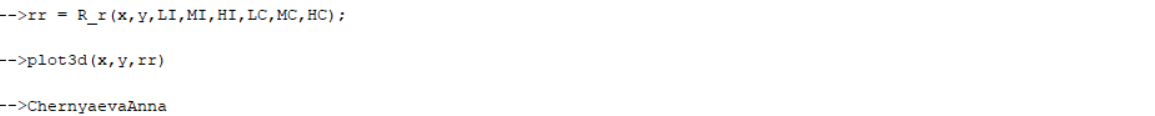 -->rr = R_r(x,y,LI,MI,HI,LC,MC,HC);
-->plot3d(x,y,rr)
-->ChernyaevaAnna